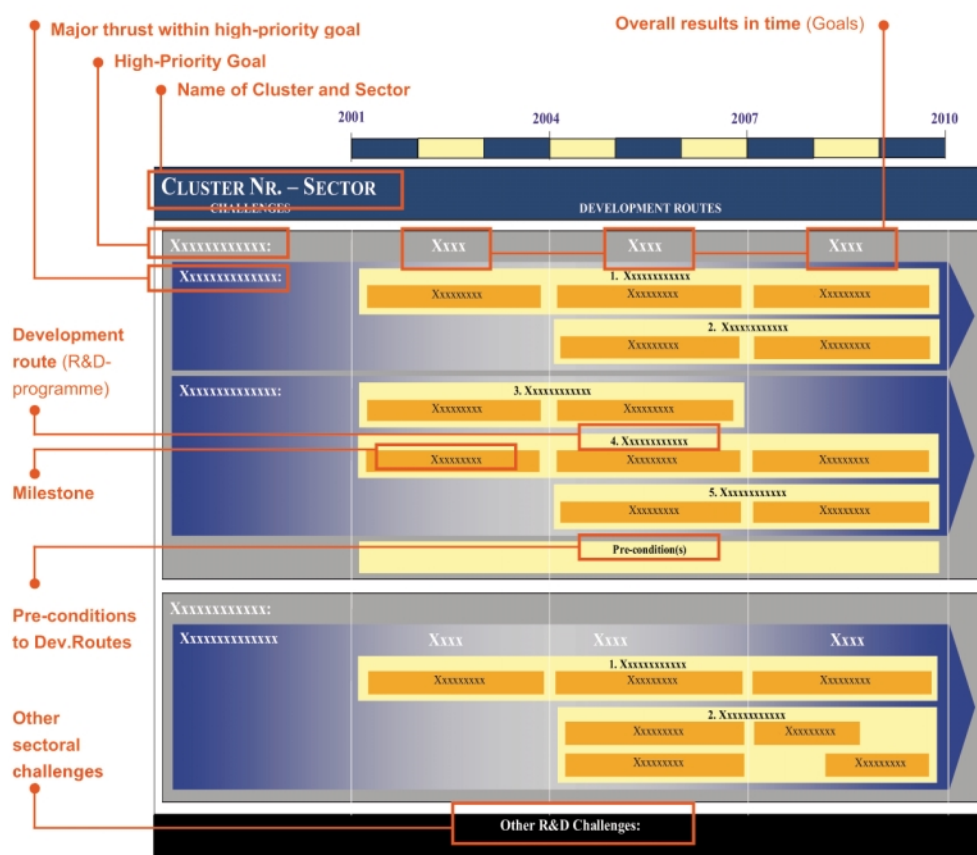 Major thrust within high-priority goal
Overall results in time (Goals)
High-Priority Goal
Name of Cluster and Sector
2001 2004 2007 2010
CLUSTER NR. – SECTOR
CHALLENGES DEVELOPMENT ROUTES
Xxxxxxxxxxx: Xxxx Xxxx Xxxx
Xxxxxxxxxxxxx: 1. Xxxxxxxxxxxx
Xxxxxxxxx Xxxxxxxxx Xxxxxxxxx
2. Xxxxxxxxxxxx
Xxxxxxxxx Xxxxxxxxx
Development
route (R&D-
programme)
Xxxxxxxxxxxxx: 3. Xxxxxxxxxxxx
Xxxxxxxxx Xxxxxxxxx
4. Xxxxxxxxxxxx
Xxxxxxxxx Xxxxxxxxx Xxxxxxxxx
Milestone
5. Xxxxxxxxxxxx
Xxxxxxxxx Xxxxxxxxx
Pre-condition(s)
Pre-conditions
to Dev.Routes
Xxxxxxxxxxx:
Xxxxxxxxxxxxx Xxxx Xxxx Xxxx
1. Xxxxxxxxxxxx
Xxxxxxxxx Xxxxxxxxx Xxxxxxxxx
2. Xxxxxxxxxxxx
Xxxxxxxxx Xxxxxxxxx
Xxxxxxxxx Xxxxxxxxx
Other
sectoral
challenges
Other R&D Challenges: